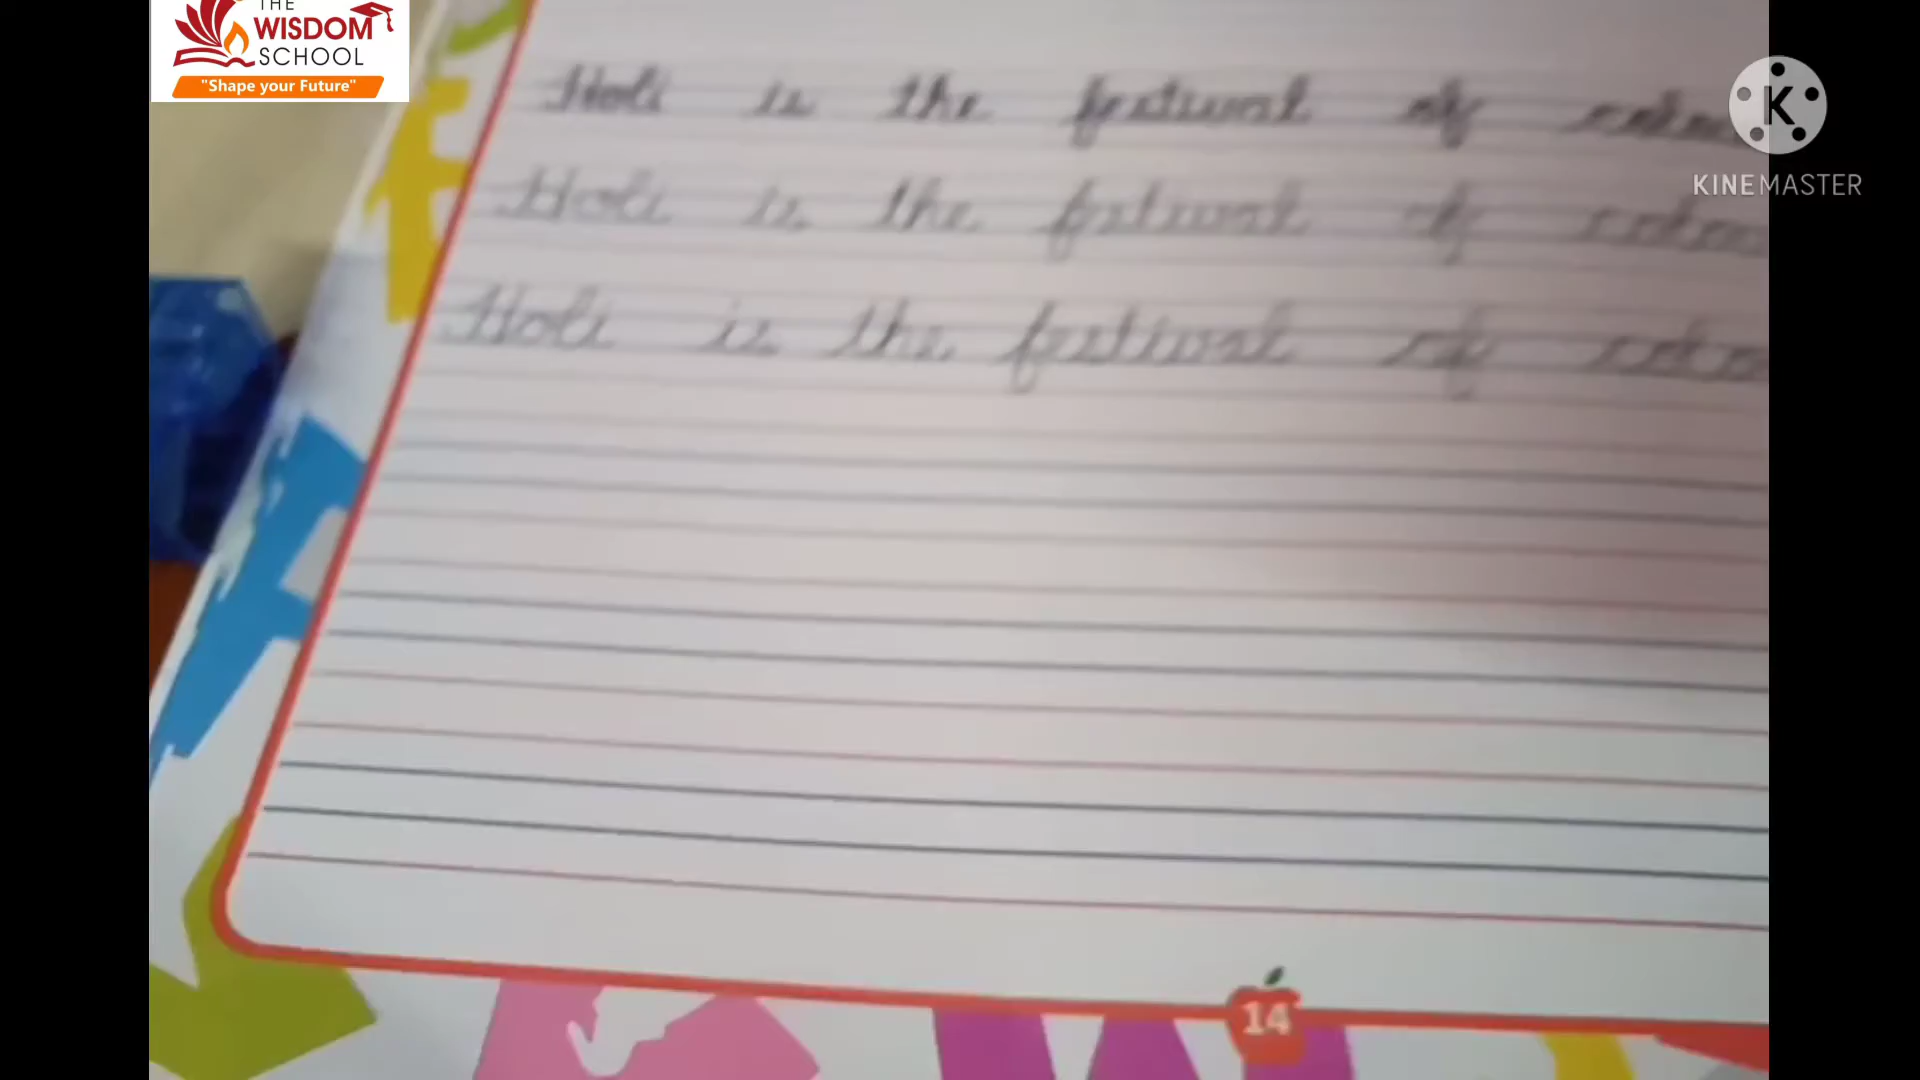 THE
WISDOM
SCHOOL
"Shape your Future"
KINEMASTER
Holi is the festival of
Holi is the festival of
Holi is the festival of
14